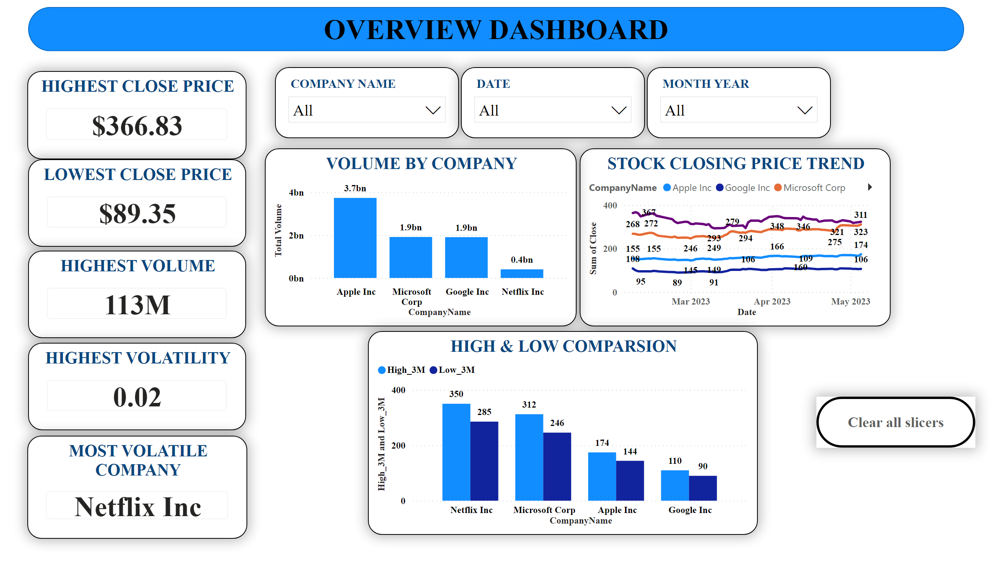 OVERVIEW DASHBOARD
HIGHEST CLOSE PRICE
$366.83
LOWEST CLOSE PRICE
$89.35
HIGHEST VOLUME
113M
HIGHEST VOLATILITY
0.02
MOST VOLATILE
COMPANY
Netflix Inc
COMPANY NAME
All
DATE
All
MONTH YEAR
All
VOLUME BY COMPANY
Total Volume
4bn
2bn
0bn
3.7bn
1.9bn
1.9bn
0.4bn
Apple Inc
Microsoft
Corp
Google Inc
Netflix Inc
CompanyName
STOCK CLOSING PRICE TREND
CompanyName Apple Inc Google Inc Microsoft Corp
Sum of Close
400
200
0
367
311
279
268 272
348 346
321 323
293 294
275
155 155 246 249 166 174
108 106 109 106
145 149 160
95 89 91
Mar 2023 Apr 2023 May 2023
Date
HIGH & LOW COMPARSION
High_3M Low_3M
High_3M and Low_3M
400
200
0
350
285
312
246
174
144
110
90
Netflix Inc Microsoft Corp Apple Inc Google Inc
CompanyName
Clear all slicers